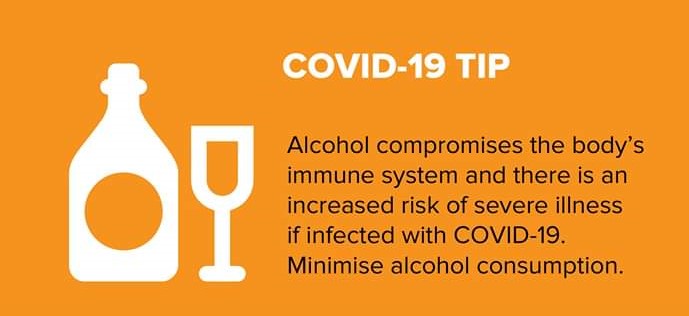 COVID-19 TIP
Alcohol compromises the body’s
immune system and there is an
increased risk of severe illness
if infected with COVID-19.
Minimise alcohol consumption.